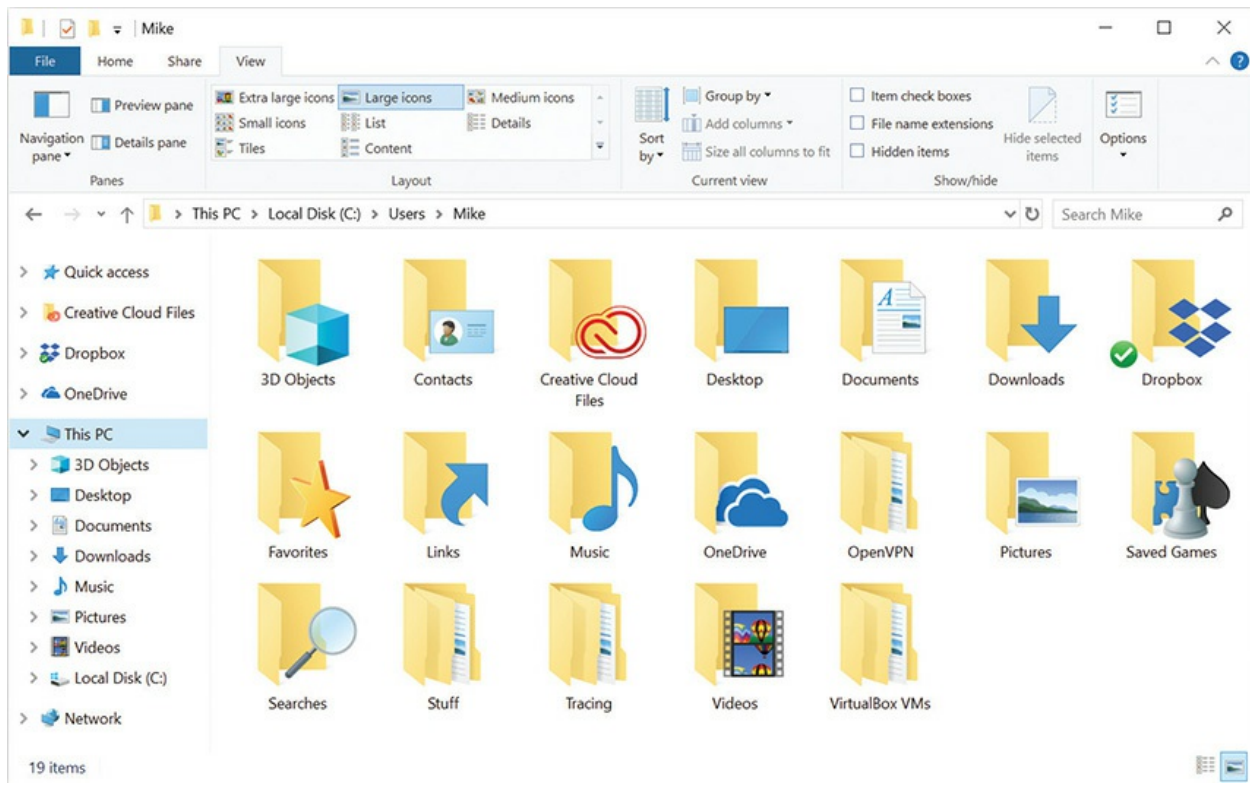 Mike
File Home Share View
Extra large icons Large icons Medium icons
Small icons List Details
Tiles Content
Navigation pane
Preview pane
Details pane
Sort by
Group by
Add columns
Size all columns to fit
Item check boxes
File name extensions
Hidden items
Hide selected items
Options
Panes Layout Current view Show/hide
This PC > Local Disk (C:) > Users > Mike
Search Mike
Quick access
Creative Cloud Files
Dropbox
OneDrive
This PC
3D Objects
Desktop
Documents
Downloads
Music
Pictures
Videos
Local Disk (C:)
Network
3D Objects Contacts Creative Cloud Files Desktop Documents Downloads Dropbox
Favorites Links Music OneDrive OpenVPN Pictures Saved Games
Searches Stuff Tracing Videos VirtualBox VMs
19 items